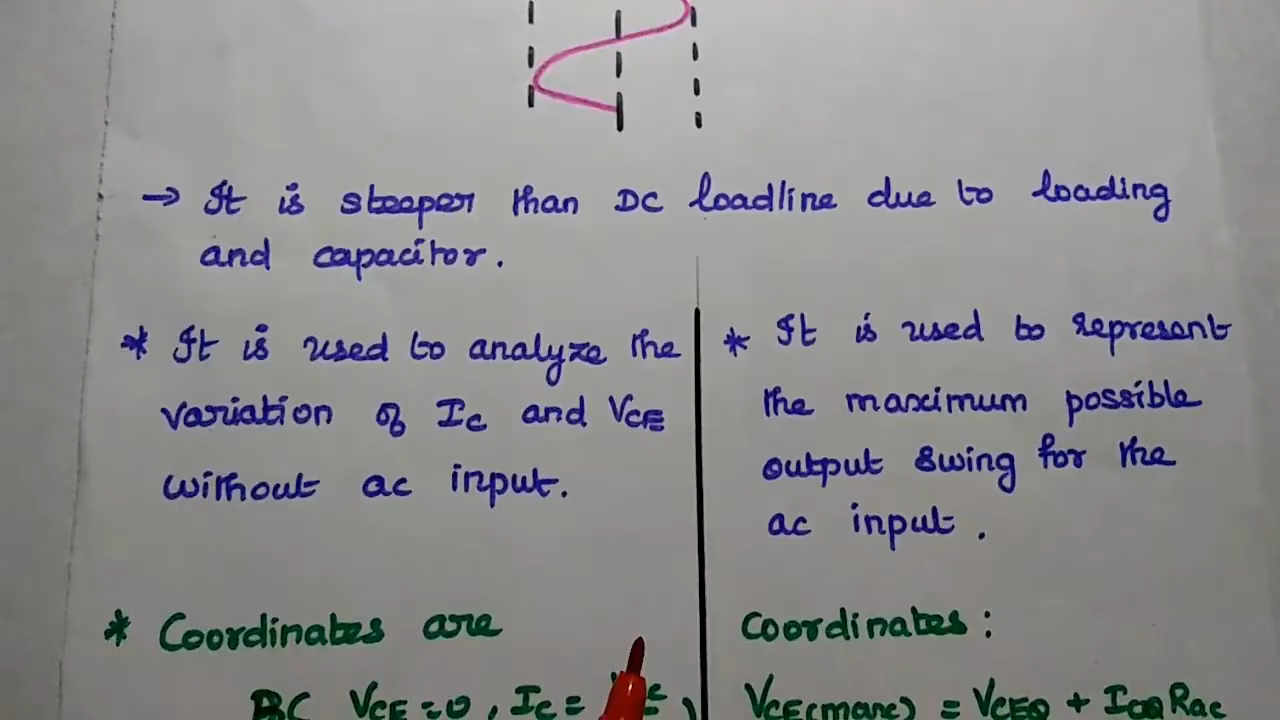 → It is steeper than DC loadline due to loading
and capacitor.
* It is used to analyze the
variation of IC and VCE
without ac input.
* It is used to represent
the maximum possible
output swing for the
ac input.
* Coordinates are
VCE=0, IC=
Coordinates:
VCE(max) = VCEQ + ICQ Rac